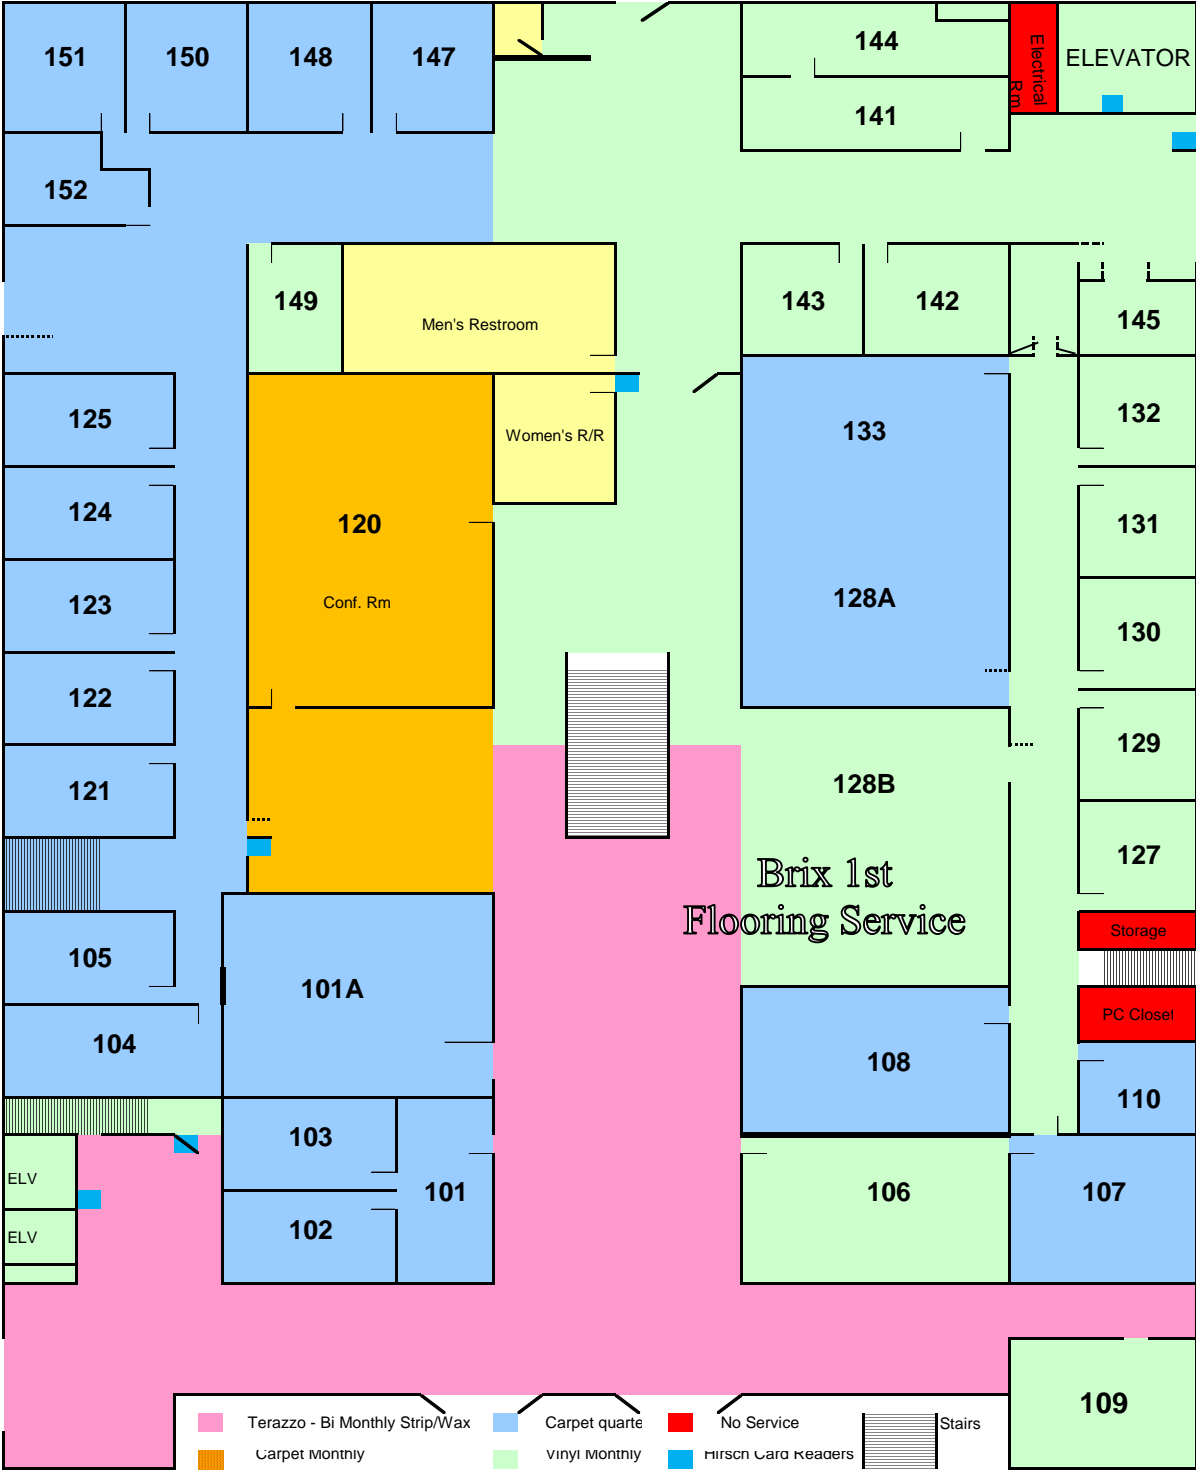 151 150 148 147 144 Electrical Rm ELEVATOR
141
152
149 Men's Restroom 143 142 145
125 Women's R/R 133 132
124 120 131
123 Conf. Rm 128A 130
122 129
121 128B 127
Brix 1st
Flooring Service
Storage
105 101A
104 PC Closet
108 110
103
ELV 101 106 107
102
ELV
109
Terazzo - Bi Monthly Strip/Wax Carpet quarte No Service Stairs
Carpet Monthly Vinyl Monthly Hirsch Card Readers